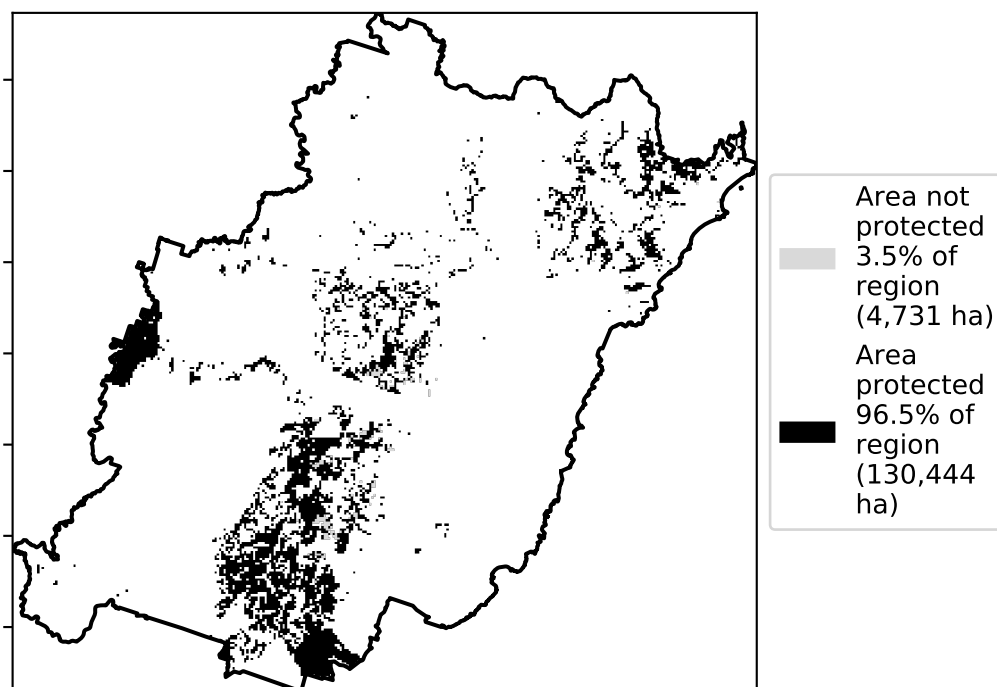 Area not
protected
3.5% of
region
(4,731 ha)
Area
protected
96.5% of
region
(130,444
ha)